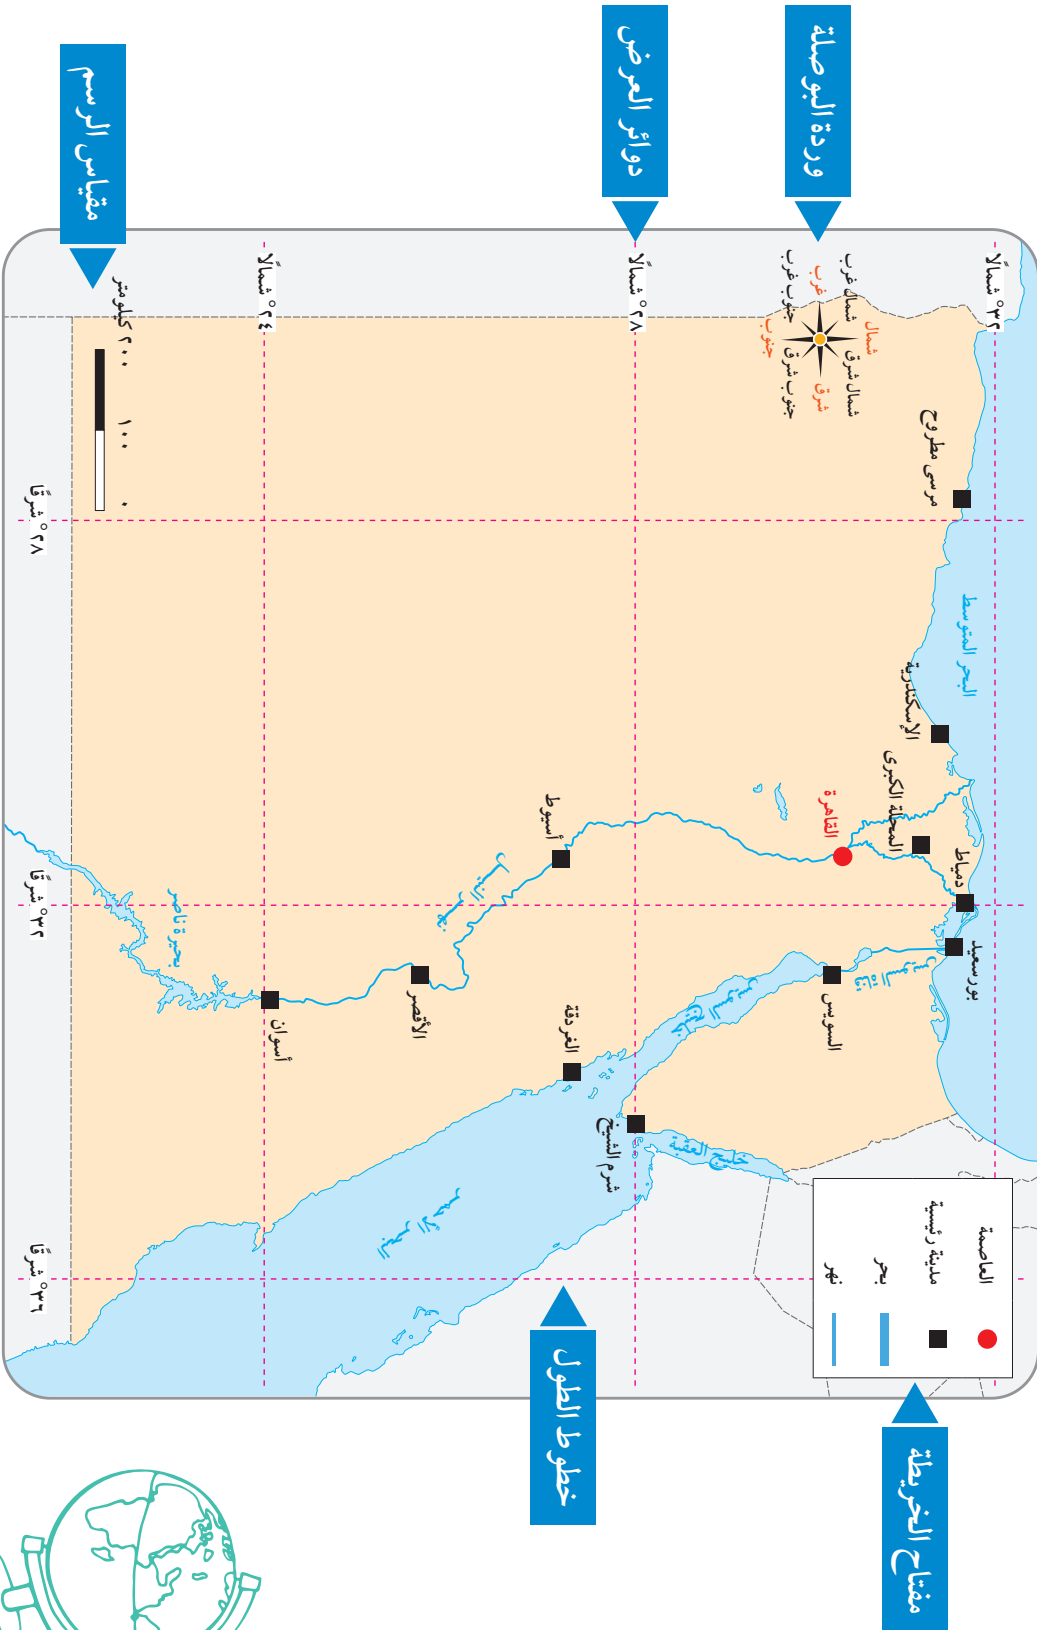 وردة البوصلة
دوائر العرض
مقياس الرسم
خطوط الطول
مفتاح الخريطة
٣٢° شمالًا
٢٨° شمالًا
٢٤° شمالًا
٢٨° شرقًا
٣٢° شرقًا
٣٦° شرقًا
شمال
شمال غرب
شمال شرق
غرب
شرق
جنوب غرب
جنوب شرق
جنوب
٢٠٠ كيلومتر
١٠٠
٠
البحر المتوسط
مرسى مطروح
الإسكندرية
المحلة الكبرى
دمياط
بورسعيد
القاهرة
قناة السويس
السويس
خليج السويس
خليج العقبة
شرم الشيخ
الغردقة
أسيوط
نهر النيل
الأقصر
أسوان
بحيرة ناصر
البحر الأحمر
العاصمة
مدينة رئيسية
بحر
نهر